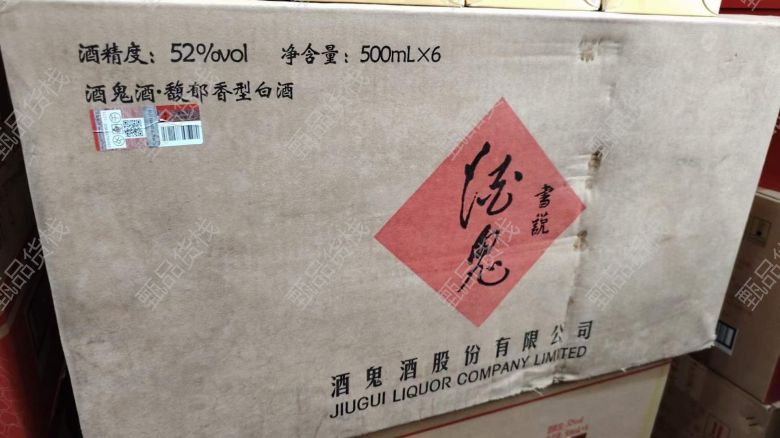 酒精度：52%vol 净含量：500mL×6
酒鬼酒·馥郁香型白酒
酒鬼
書説
酒鬼酒股份有限公司
JIUGUI LIQUOR COMPANY LIMITED
甄品货栈